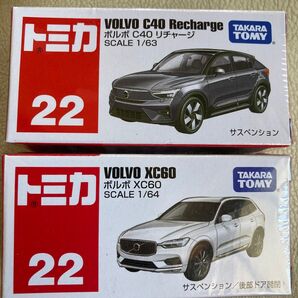 トミカ
22
VOLVO C40 Recharge
ボルボ C40 リチャージ
SCALE 1/63
TAKARA
TOMY
サスペンション
トミカ
22
VOLVO XC60
ボルボ XC60
SCALE 1/64
TAKARA
TOMY
サスペンション/後部ドア開閉